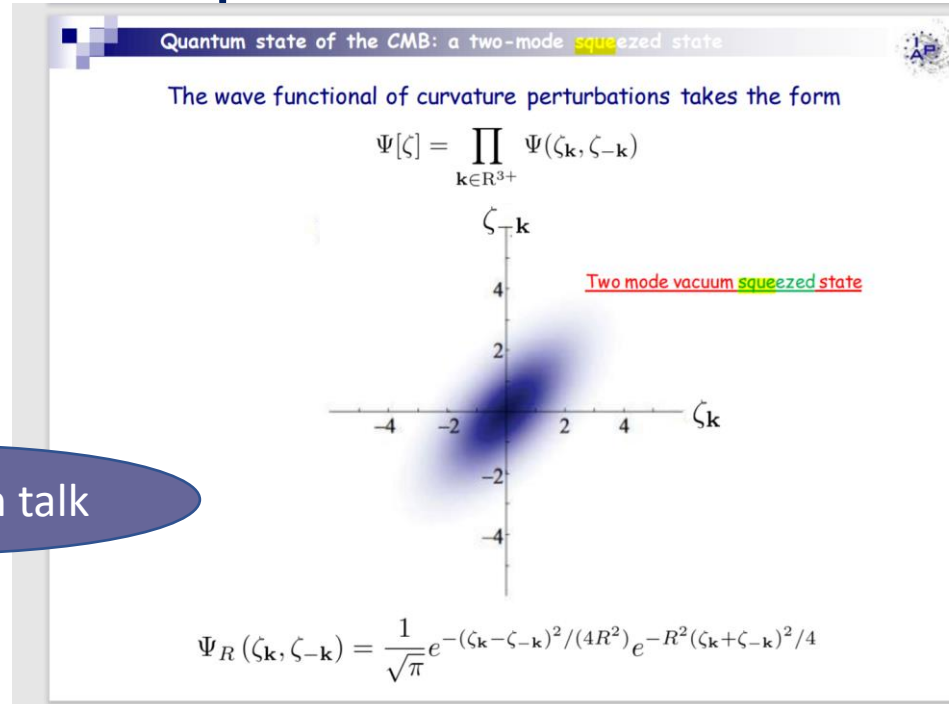 Quantum state of the CMB: a two-mode squeezed state
IAP
The wave functional of curvature perturbations takes the form
Ψ[ζ] = ∏ Ψ(ζ_k, ζ_−k)
k∈R³⁺
ζ_−k
4
Two mode vacuum squeezed state
2
−4 −2 2 4 ζ_k
−2
talk
−4
Ψ_R (ζ_k, ζ_−k) = 1/√π e^{−(ζ_k−ζ_−k)²/(4R²)} e^{−R²(ζ_k+ζ_−k)²/4}